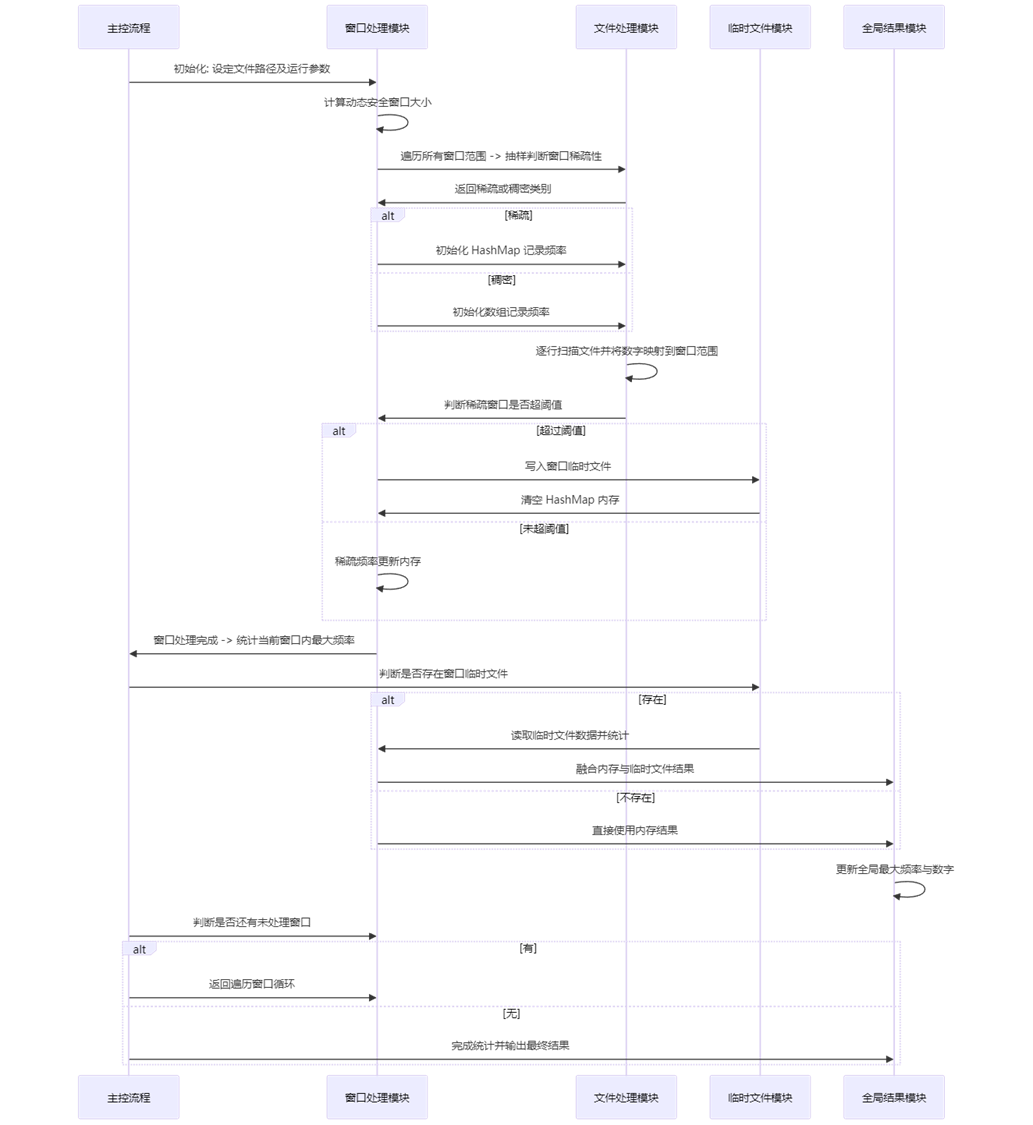 主控流程
窗口处理模块
文件处理模块
临时文件模块
全局结果模块
初始化: 设定文件路径及运行参数
计算动态安全窗口大小
遍历所有窗口范围 -> 抽样判断窗口稀疏性
返回稀疏或稠密类别
alt
[稀疏]
初始化 HashMap 记录频率
[稠密]
初始化数组记录频率
逐行扫描文件并将数字映射到窗口范围
判断稀疏窗口是否超阈值
alt
[超过阈值]
写入窗口临时文件
清空 HashMap 内存
[未超阈值]
稀疏频率更新内存
窗口处理完成 -> 统计当前窗口内最大频率
判断是否存在窗口临时文件
alt
[存在]
读取临时文件数据并统计
融合内存与临时文件结果
[不存在]
直接使用内存结果
更新全局最大频率与数字
判断是否还有未处理窗口
alt
[有]
返回遍历窗口循环
[无]
完成统计并输出最终结果
主控流程
窗口处理模块
文件处理模块
临时文件模块
全局结果模块